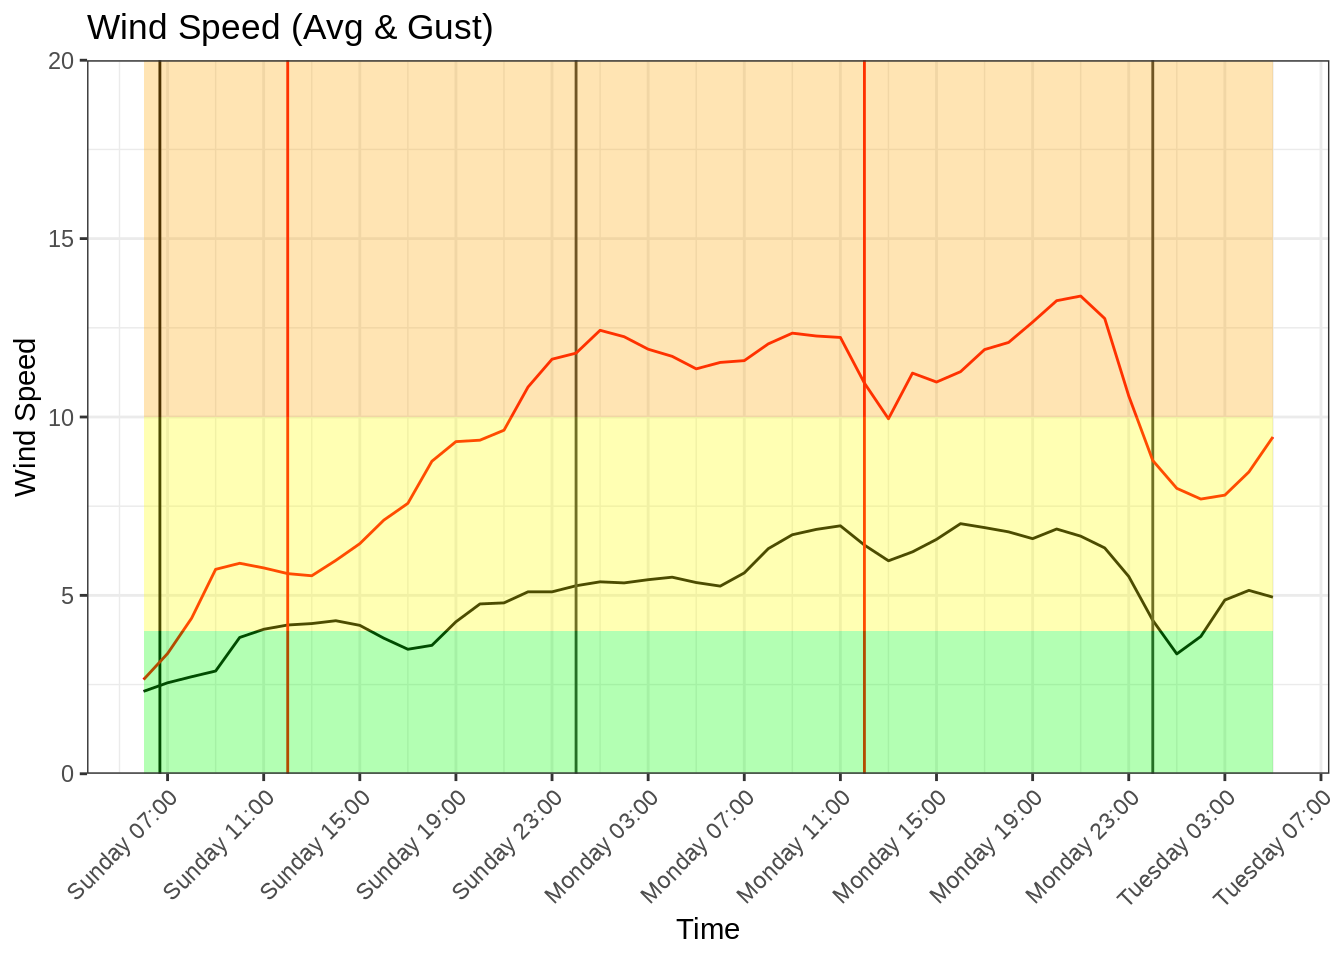 Wind Speed (Avg & Gust)
20
15
10
5
0
Wind Speed
Sunday 07:00
Sunday 11:00
Sunday 15:00
Sunday 19:00
Sunday 23:00
Monday 03:00
Monday 07:00
Monday 11:00
Monday 15:00
Monday 19:00
Monday 23:00
Tuesday 03:00
Tuesday 07:00
Time